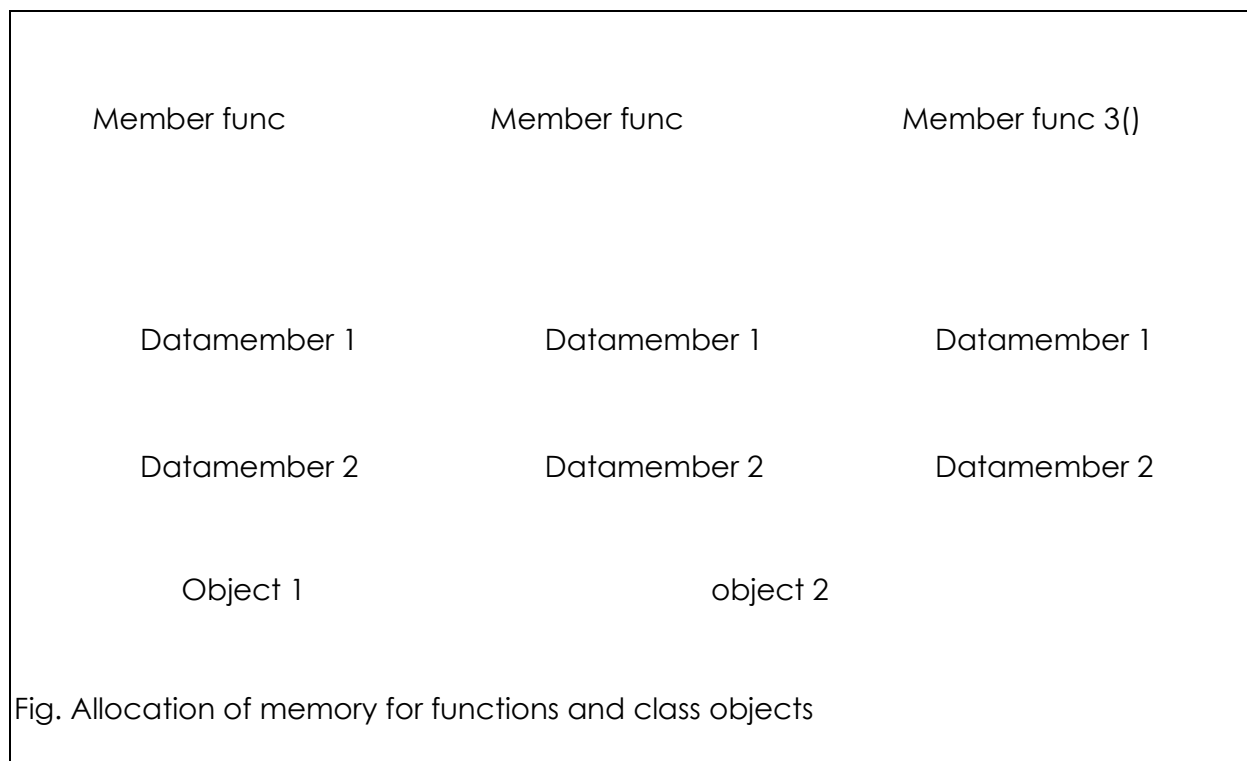 Member func Member func Member func 3()
Datamember 1 Datamember 1 Datamember 1
Datamember 2 Datamember 2 Datamember 2
Object 1 object 2
Fig. Allocation of memory for functions and class objects